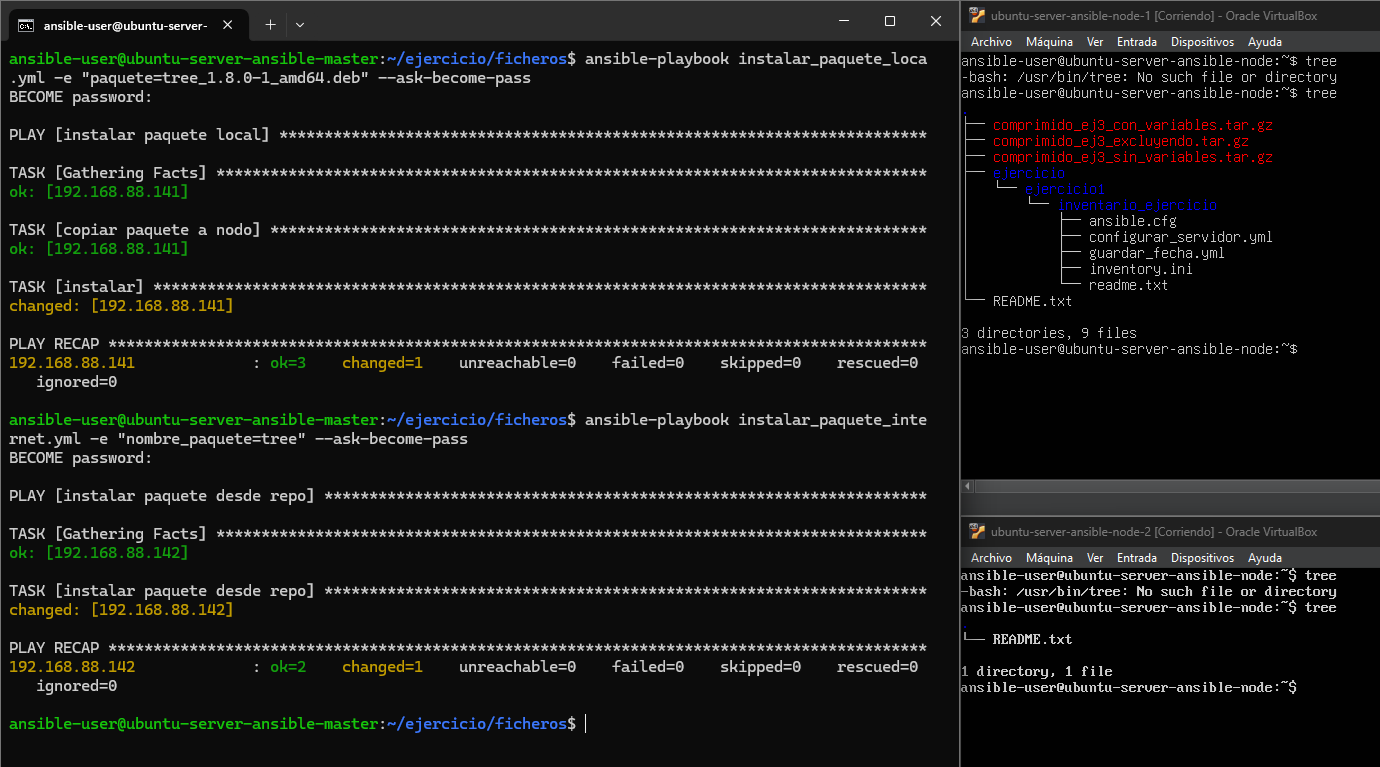 ansible-user@ubuntu-server-
ansible-user@ubuntu-server-ansible-master:~/ejercicio/ficheros$ ansible-playbook instalar_paquete_loca
.yml -e "paquete=tree_1.8.0-1_amd64.deb" --ask-become-pass
BECOME password:
PLAY [instalar paquete local] ************************************************************************
TASK [Gathering Facts] *******************************************************************************
ok: [192.168.88.141]
TASK [copiar paquete a nodo] *************************************************************************
ok: [192.168.88.141]
TASK [instalar] **************************************************************************************
changed: [192.168.88.141]
PLAY RECAP *******************************************************************************************
192.168.88.141 : ok=3 changed=1 unreachable=0 failed=0 skipped=0 rescued=0
ignored=0
ansible-user@ubuntu-server-ansible-master:~/ejercicio/ficheros$ ansible-playbook instalar_paquete_inte
rnet.yml -e "nombre_paquete=tree" --ask-become-pass
BECOME password:
PLAY [instalar paquete desde repo] *******************************************************************
TASK [Gathering Facts] *******************************************************************************
ok: [192.168.88.142]
TASK [instalar paquete desde repo] *******************************************************************
changed: [192.168.88.142]
PLAY RECAP *******************************************************************************************
192.168.88.142 : ok=2 changed=1 unreachable=0 failed=0 skipped=0 rescued=0
ignored=0
ansible-user@ubuntu-server-ansible-master:~/ejercicio/ficheros$
ubuntu-server-ansible-node-1 [Corriendo] - Oracle VirtualBox
Archivo Máquina Ver Entrada Dispositivos Ayuda
ansible-user@ubuntu-server-ansible-node:~$ tree
-bash: /usr/bin/tree: No such file or directory
ansible-user@ubuntu-server-ansible-node:~$ tree
.
├── comprimido_ej3_con_variables.tar.gz
├── comprimido_ej3_excluyendo.tar.gz
├── comprimido_ej3_sin_variables.tar.gz
├── ejercicio
│   └── ejercicio1
│       └── inventario_ejercicio
│           ├── ansible.cfg
│           ├── configurar_servidor.yml
│           ├── guardar_fecha.yml
│           ├── inventory.ini
│           └── readme.txt
└── README.txt
3 directories, 9 files
ansible-user@ubuntu-server-ansible-node:~$
ubuntu-server-ansible-node-2 [Corriendo] - Oracle VirtualBox
Archivo Máquina Ver Entrada Dispositivos Ayuda
ansible-user@ubuntu-server-ansible-node:~$ tree
-bash: /usr/bin/tree: No such file or directory
ansible-user@ubuntu-server-ansible-node:~$ tree
.
└── README.txt
1 directory, 1 file
ansible-user@ubuntu-server-ansible-node:~$